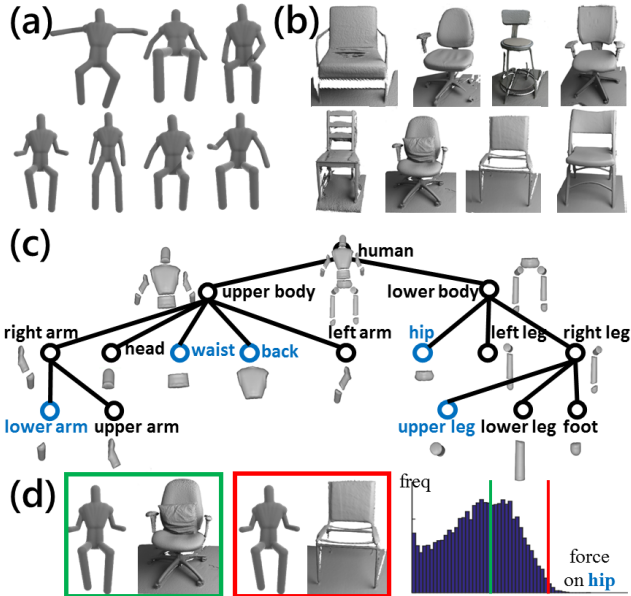 (a)
(b)
(c)
human
upper body
lower body
right arm
head
waist
back
left arm
hip
left leg
right leg
lower arm
upper arm
upper leg
lower leg
foot
(d)
freq
force
on hip